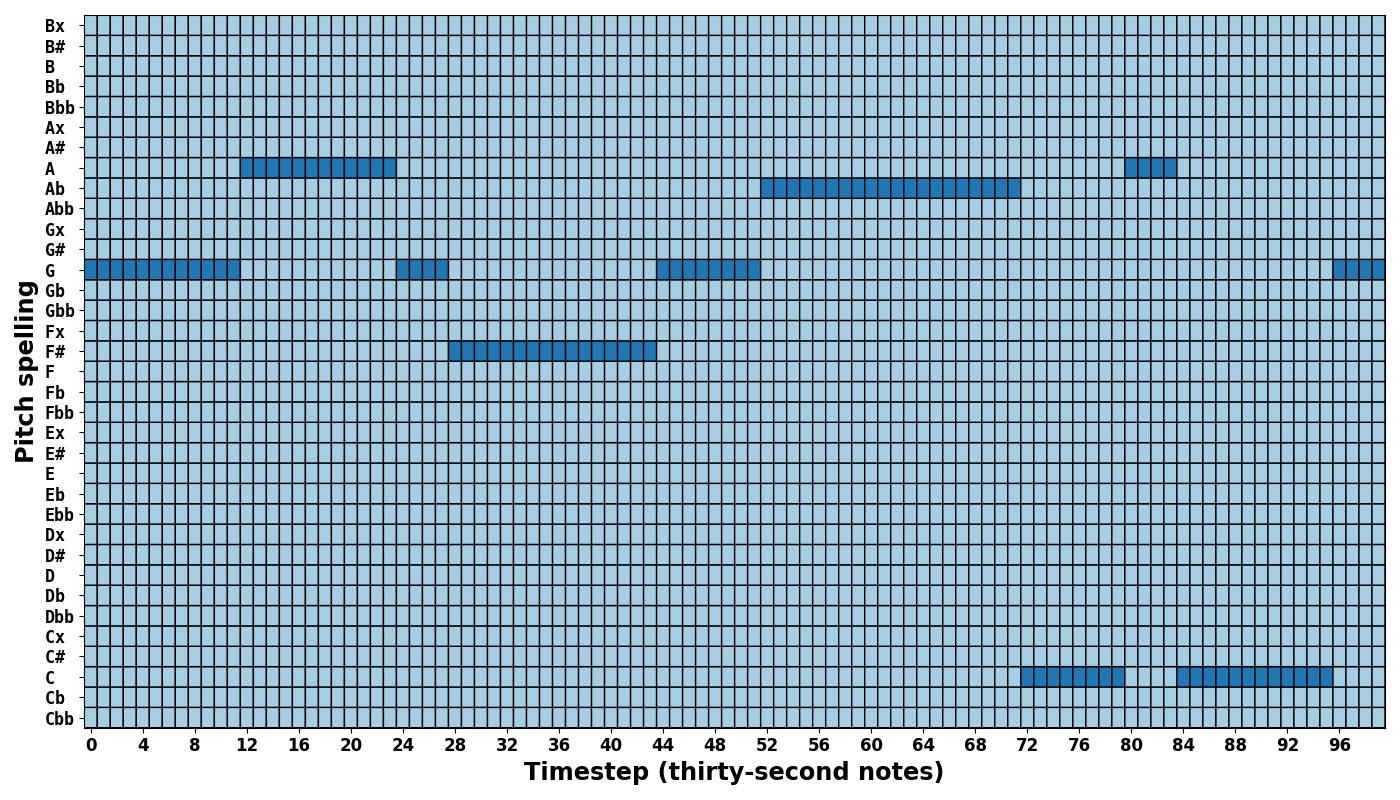 Bx
B#
B
Bb
Bbb
Ax
A#
A
Ab
Abb
Gx
G#
G
Gb
Gbb
Fx
F#
F
Fb
Fbb
Ex
E#
E
Eb
Ebb
Dx
D#
D
Db
Dbb
Cx
C#
C
Cb
Cbb
Pitch spelling
0 4 8 12 16 20 24 28 32 36 40 44 48 52 56 60 64 68 72 76 80 84 88 92 96
Timestep (thirty-second notes)